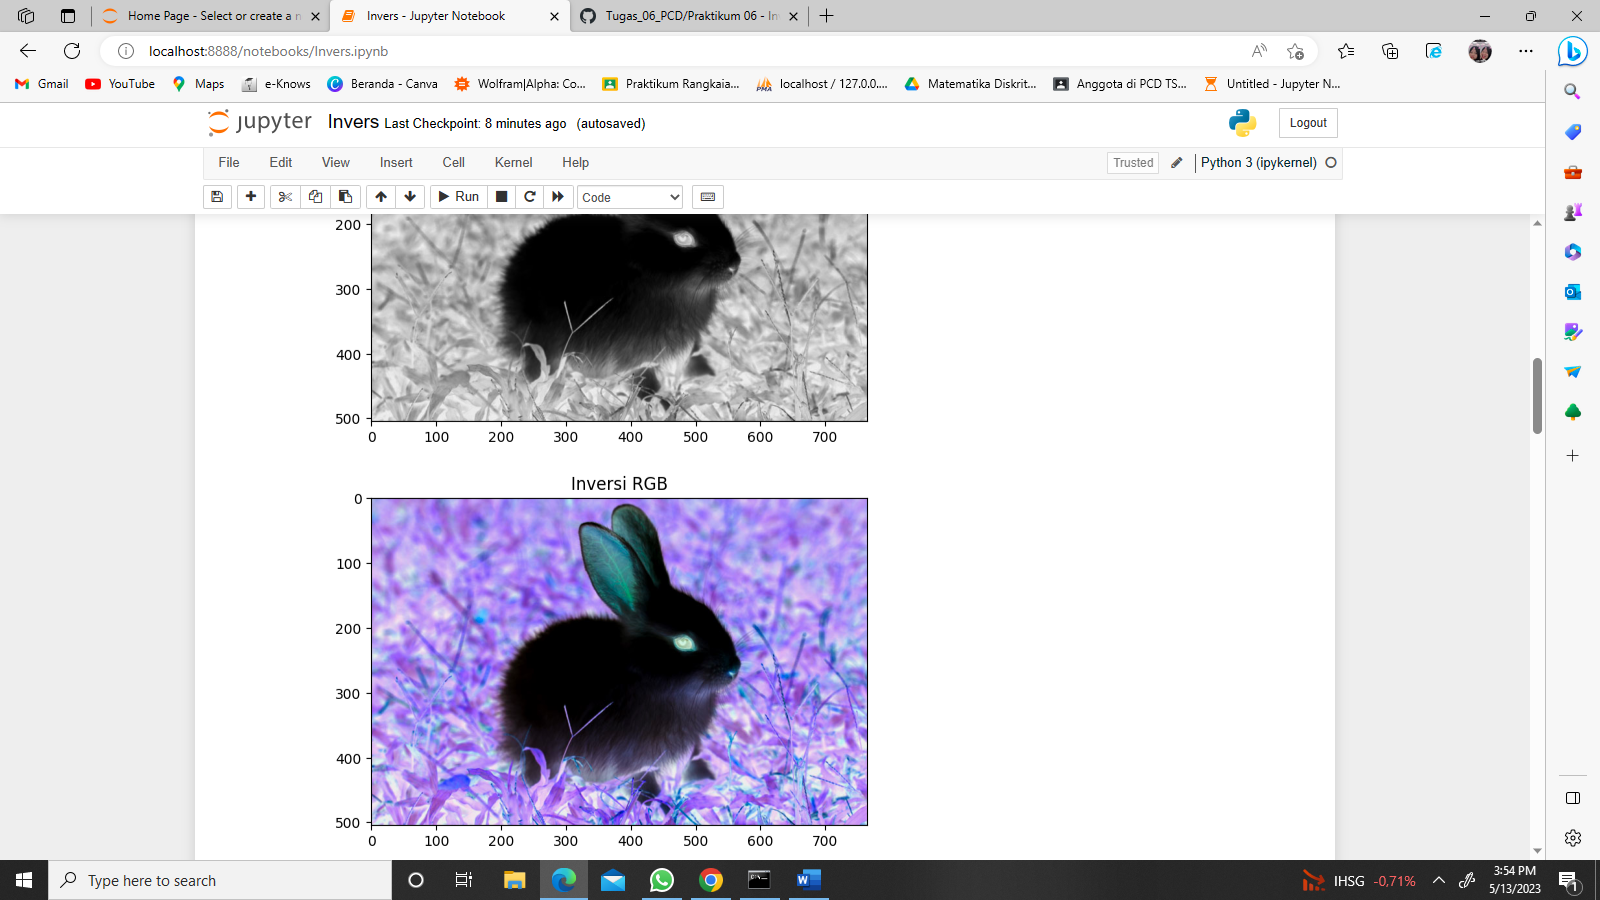 Home Page - Select or create a n
Invers - Jupyter Notebook
Tugas_06_PCD/Praktikum 06 - In
localhost:8888/notebooks/Invers.ipynb
Gmail
YouTube
Maps
e-Knows
Beranda - Canva
Wolfram|Alpha: Co...
Praktikum Rangkaia...
localhost / 127.0.0....
Matematika Diskrit...
Anggota di PCD TS...
Untitled - Jupyter N...
jupyter Invers Last Checkpoint: 8 minutes ago (autosaved)
Logout
File Edit View Insert Cell Kernel Help
Trusted
Python 3 (ipykernel)
Run
Code
200
300
400
500
0 100 200 300 400 500 600 700
Inversi RGB
0
100
200
300
400
500
0 100 200 300 400 500 600 700
Type here to search
IHSG -0,71%
3:54 PM
5/13/2023
1